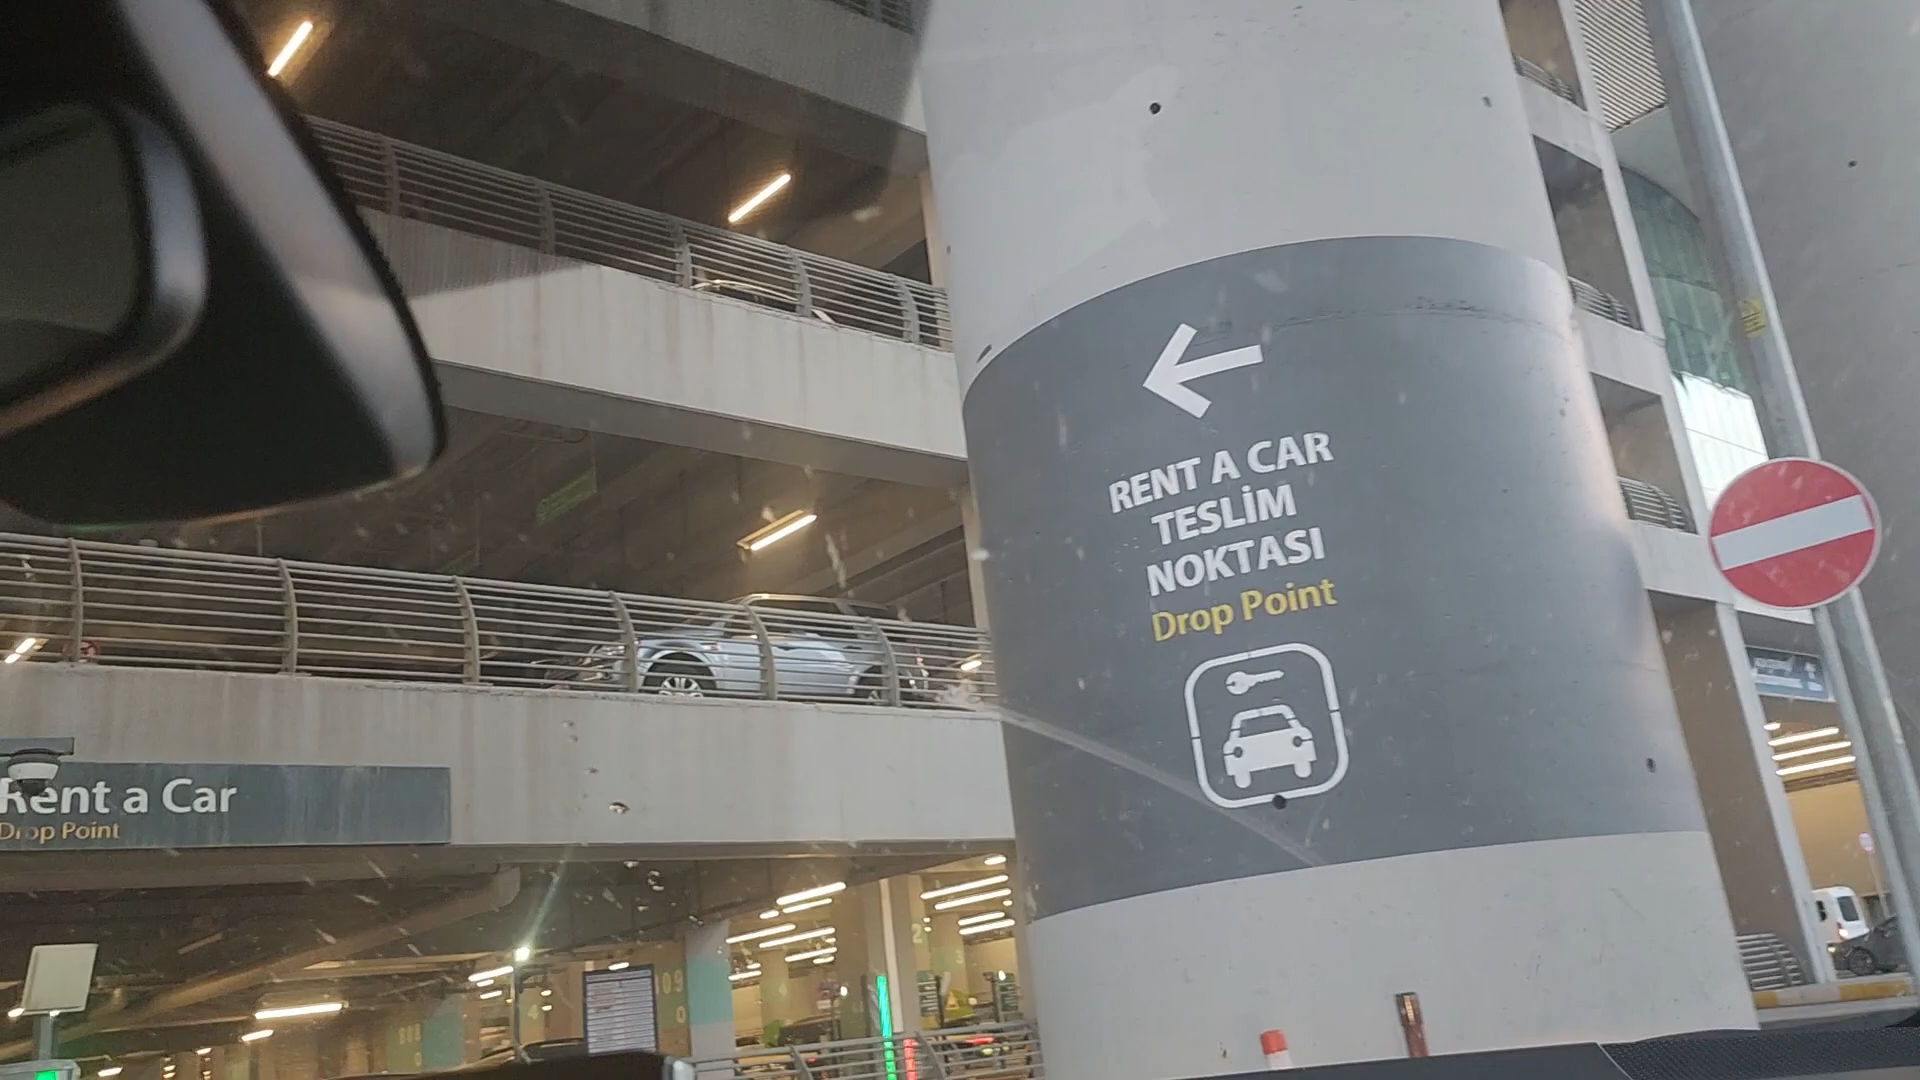 RENT A CAR
TESLİM
NOKTASI
Drop Point
Rent a Car
Drop Point